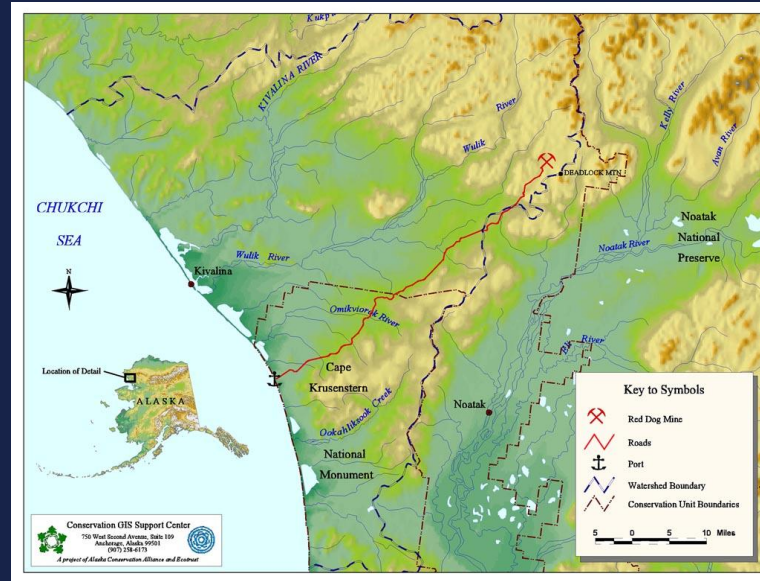 Kukp
KIVALINA RIVER
Wulik River
Kelly River
Avan River
DEADLOCK MTN.
CHUKCHI
SEA
Noatak
National
Preserve
Noatak River
Wulik River
Kivalina
N
Omikviorok River
Eli River
Location of Detail
ALASKA
Cape
Krusenstern
Noatak
Ookahliksook Creek
National
Monument
Key to Symbols
Red Dog Mine
Roads
Port
Watershed Boundary
Conservation Unit Boundaries
5 0 5 10 Miles
Conservation GIS Support Center
750 West Second Avenue, Suite 109
Anchorage, Alaska 99501
(907) 258-6173
A project of Alaska Conservation Alliance and Ecotrust